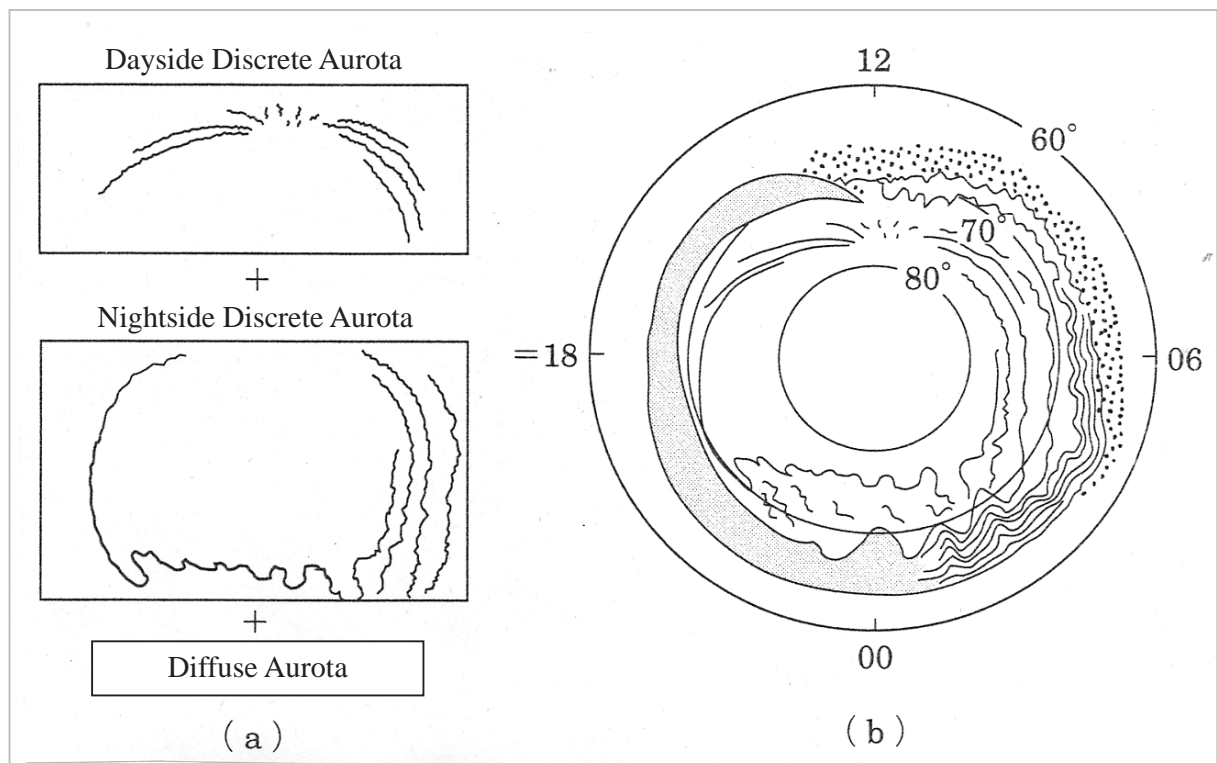 Dayside Discrete Aurota
+
Nightside Discrete Aurota
+
Diffuse Aurota
(a)
12
60°
70°
80°
=18
06
00
(b)